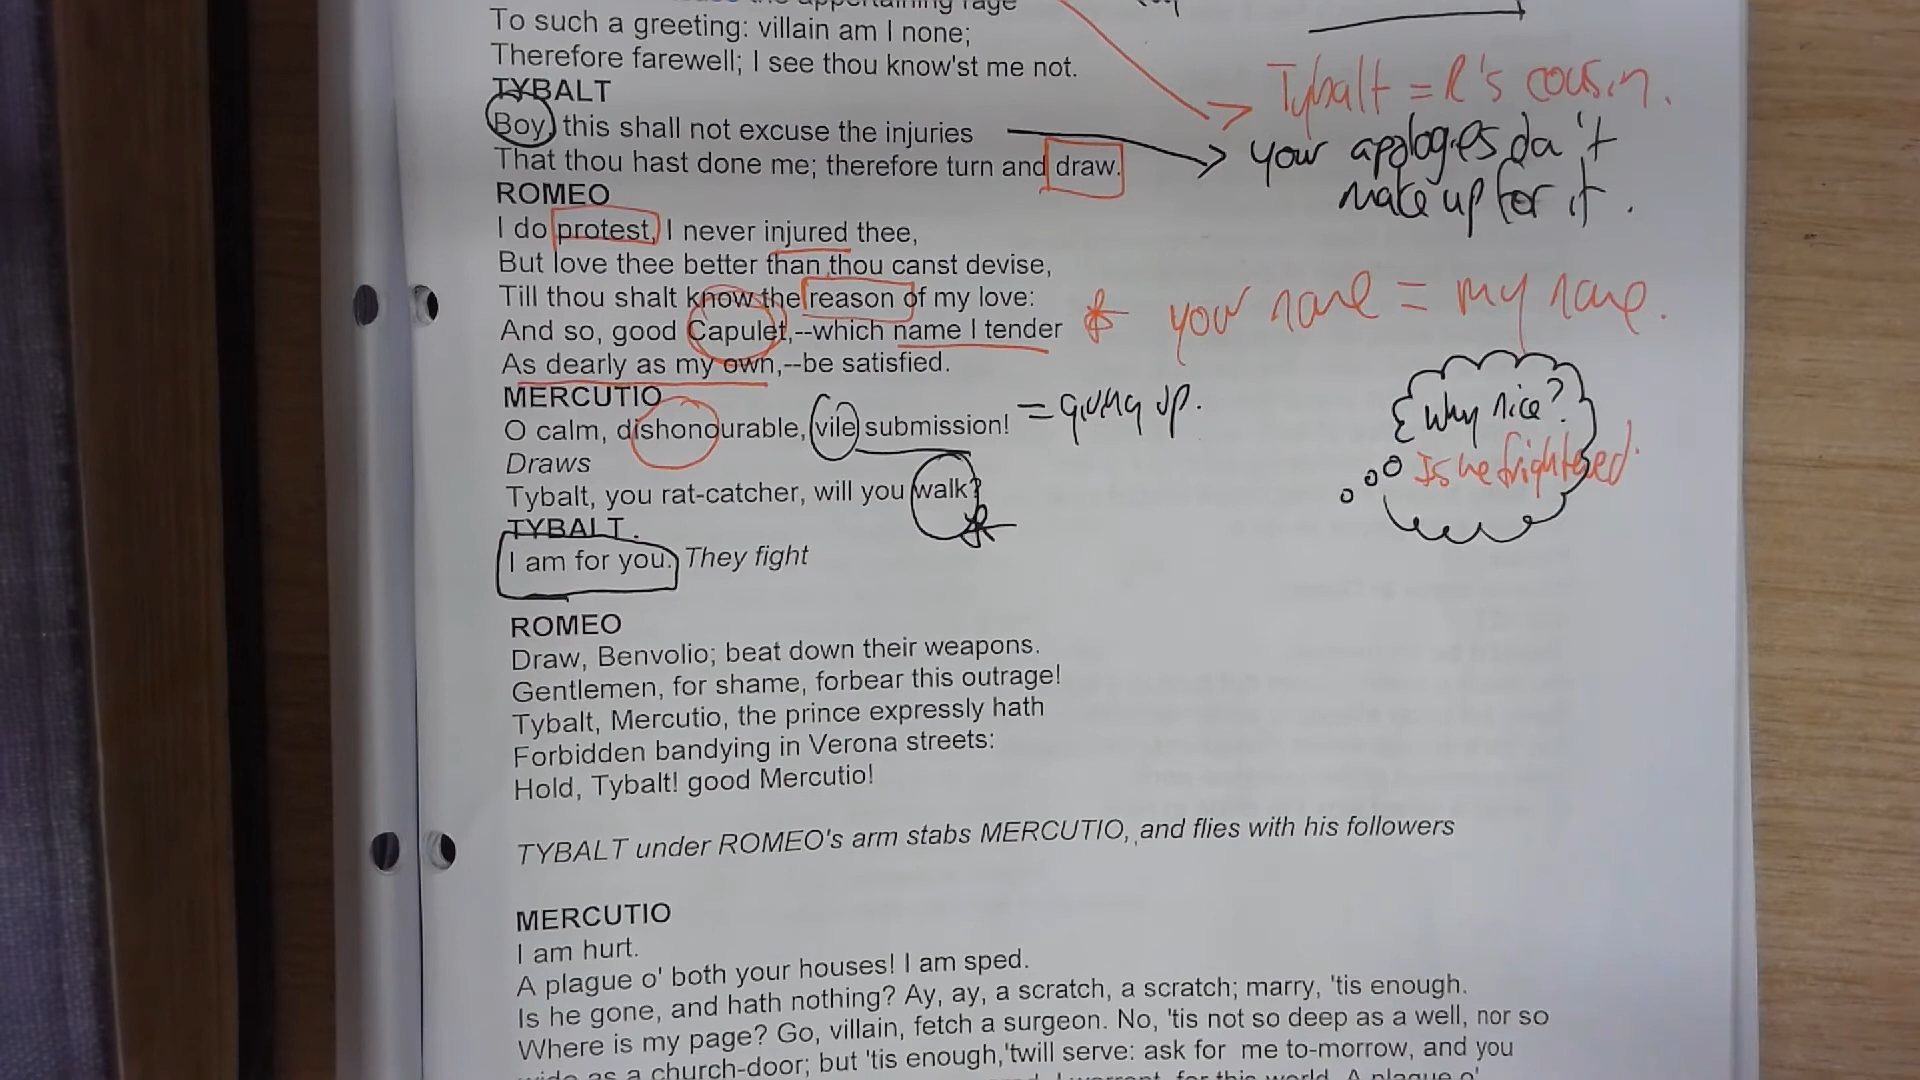 the appertaining rage
To such a greeting: villain am I none;
Therefore farewell; I see thou know'st me not.
TYBALT
Tybalt = R's cousin.
Boy, this shall not excuse the injuries
That thou hast done me; therefore turn and draw.
your apologies don't
make up for it.
ROMEO
I do protest, I never injured thee,
But love thee better than thou canst devise,
Till thou shalt know the reason of my love:
And so, good Capulet,--which name I tender
As dearly as my own,--be satisfied.
* your name = my name.
MERCUTIO
O calm, dishonourable, vile submission! = giving up.
Why nice?
Is he frightened.
Draws
Tybalt, you rat-catcher, will you walk?
*
TYBALT.
I am for you. They fight
ROMEO
Draw, Benvolio; beat down their weapons.
Gentlemen, for shame, forbear this outrage!
Tybalt, Mercutio, the prince expressly hath
Forbidden bandying in Verona streets:
Hold, Tybalt! good Mercutio!
TYBALT under ROMEO's arm stabs MERCUTIO, and flies with his followers
MERCUTIO
I am hurt.
A plague o' both your houses! I am sped.
Is he gone, and hath nothing? Ay, ay, a scratch, a scratch; marry, 'tis enough.
Where is my page? Go, villain, fetch a surgeon. No, 'tis not so deep as a well, nor so
wide as a church-door; but 'tis enough,'twill serve: ask for me to-morrow, and you
I warrant, for this world. A plague o'